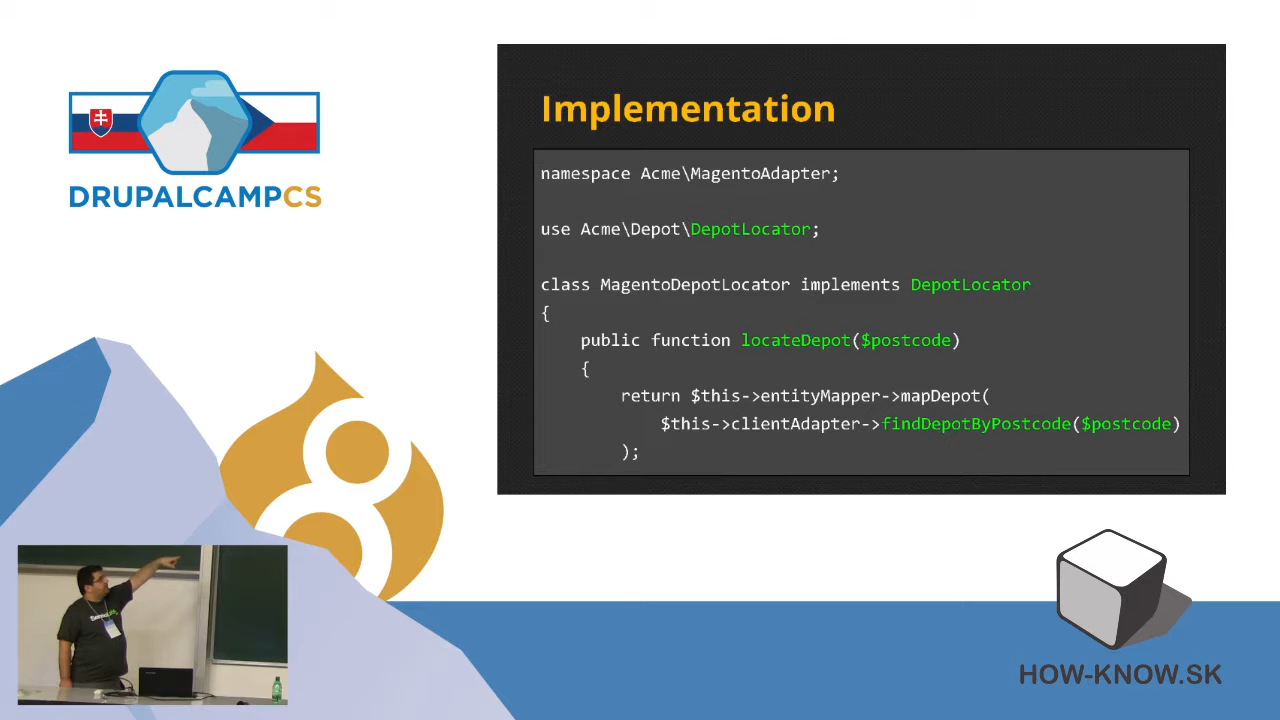 DRUPALCAMPCS
Implementation
namespace Acme\MagentoAdapter;
use Acme\Depot\DepotLocator;
class MagentoDepotLocator implements DepotLocator
{
public function locateDepot($postcode)
{
return $this->entityMapper->mapDepot(
$this->clientAdapter->findDepotByPostcode($postcode)
);
8
HOW-KNOW.SK